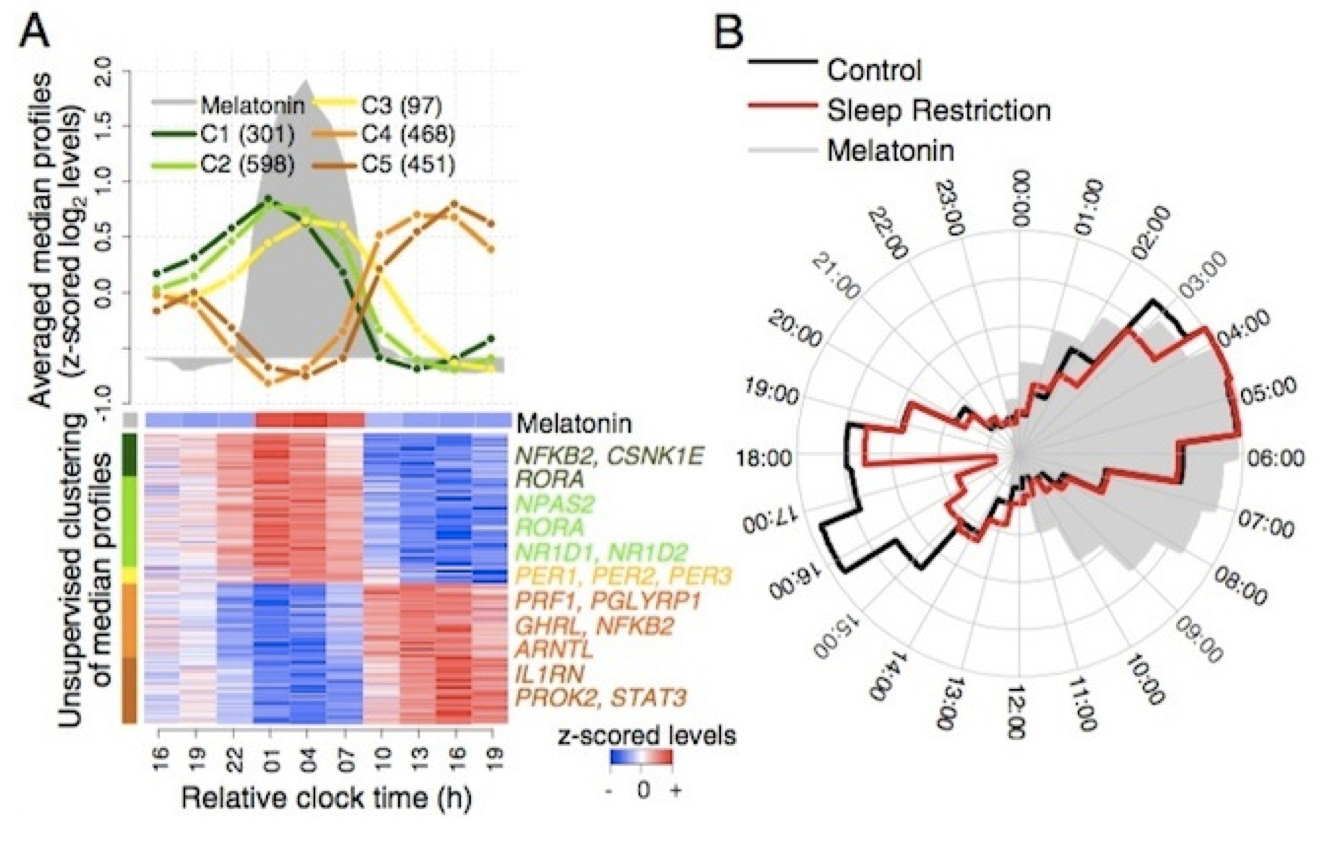 A
Averaged median profiles
(z-scored log2 levels)
2.0
1.5
1.0
0.5
0.0
-1.0
Melatonin
C1 (301)
C2 (598)
C3 (97)
C4 (468)
C5 (451)
Unsupervised clustering
of median profiles
Melatonin
NFKB2, CSNK1E
RORA
NPAS2
RORA
NR1D1, NR1D2
PER1, PER2, PER3
PRF1, PGLYRP1
GHRL, NFKB2
ARNTL
IL1RN
PROK2, STAT3
16 19 22 01 04 07 10 13 16 19
Relative clock time (h)
z-scored levels
- 0 +
B
Control
Sleep Restriction
Melatonin
00:00
01:00
02:00
03:00
04:00
05:00
06:00
07:00
08:00
09:00
10:00
11:00
12:00
13:00
14:00
15:00
16:00
17:00
18:00
19:00
20:00
21:00
22:00
23:00